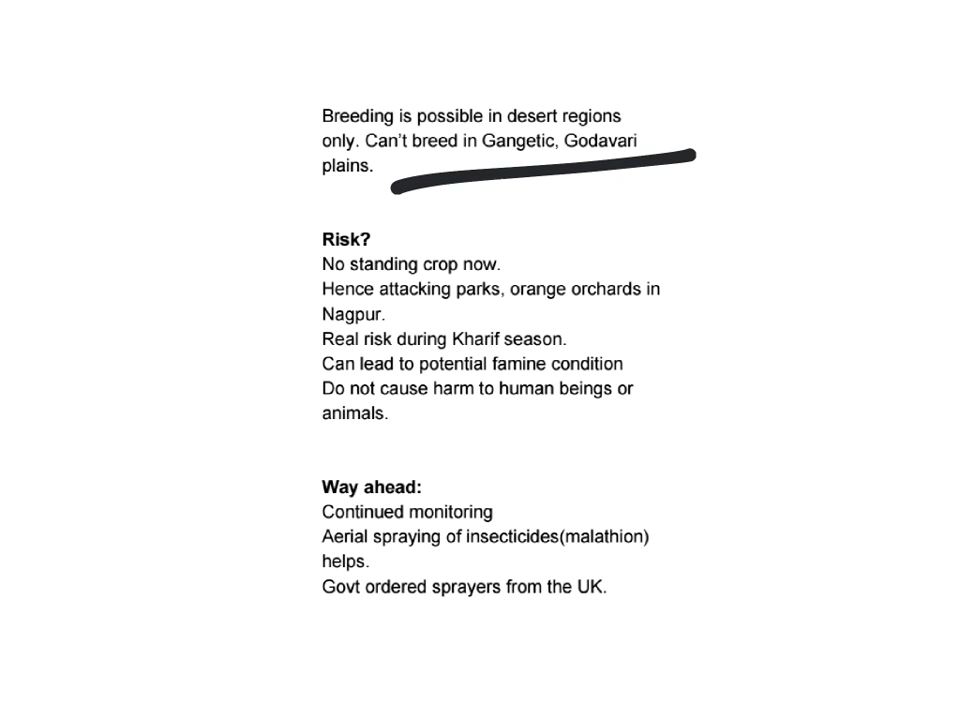 Breeding is possible in desert regions
only. Can't breed in Gangetic, Godavari
plains.
Risk?
No standing crop now.
Hence attacking parks, orange orchards in
Nagpur.
Real risk during Kharif season.
Can lead to potential famine condition
Do not cause harm to human beings or
animals.
Way ahead:
Continued monitoring
Aerial spraying of insecticides(malathion)
helps.
Govt ordered sprayers from the UK.